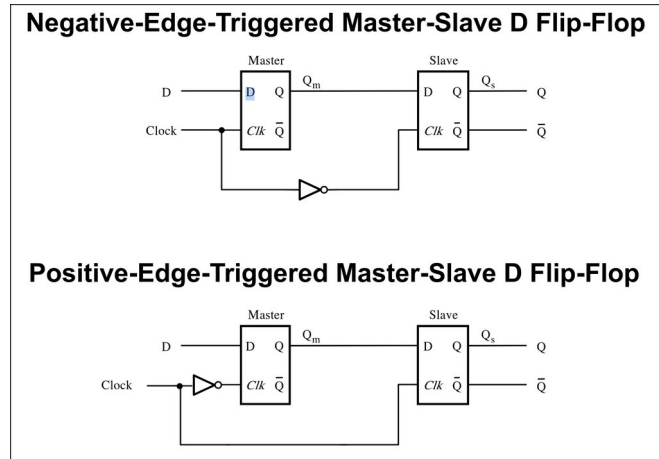 Negative-Edge-Triggered Master-Slave D Flip-Flop
Master Slave
D D Q Qm D Q Qs Q
Clock Clk Q̅ Clk Q̅ Q̅
Positive-Edge-Triggered Master-Slave D Flip-Flop
Master Slave
D D Q Qm D Q Qs Q
Clock Clk Q̅ Clk Q̅ Q̅